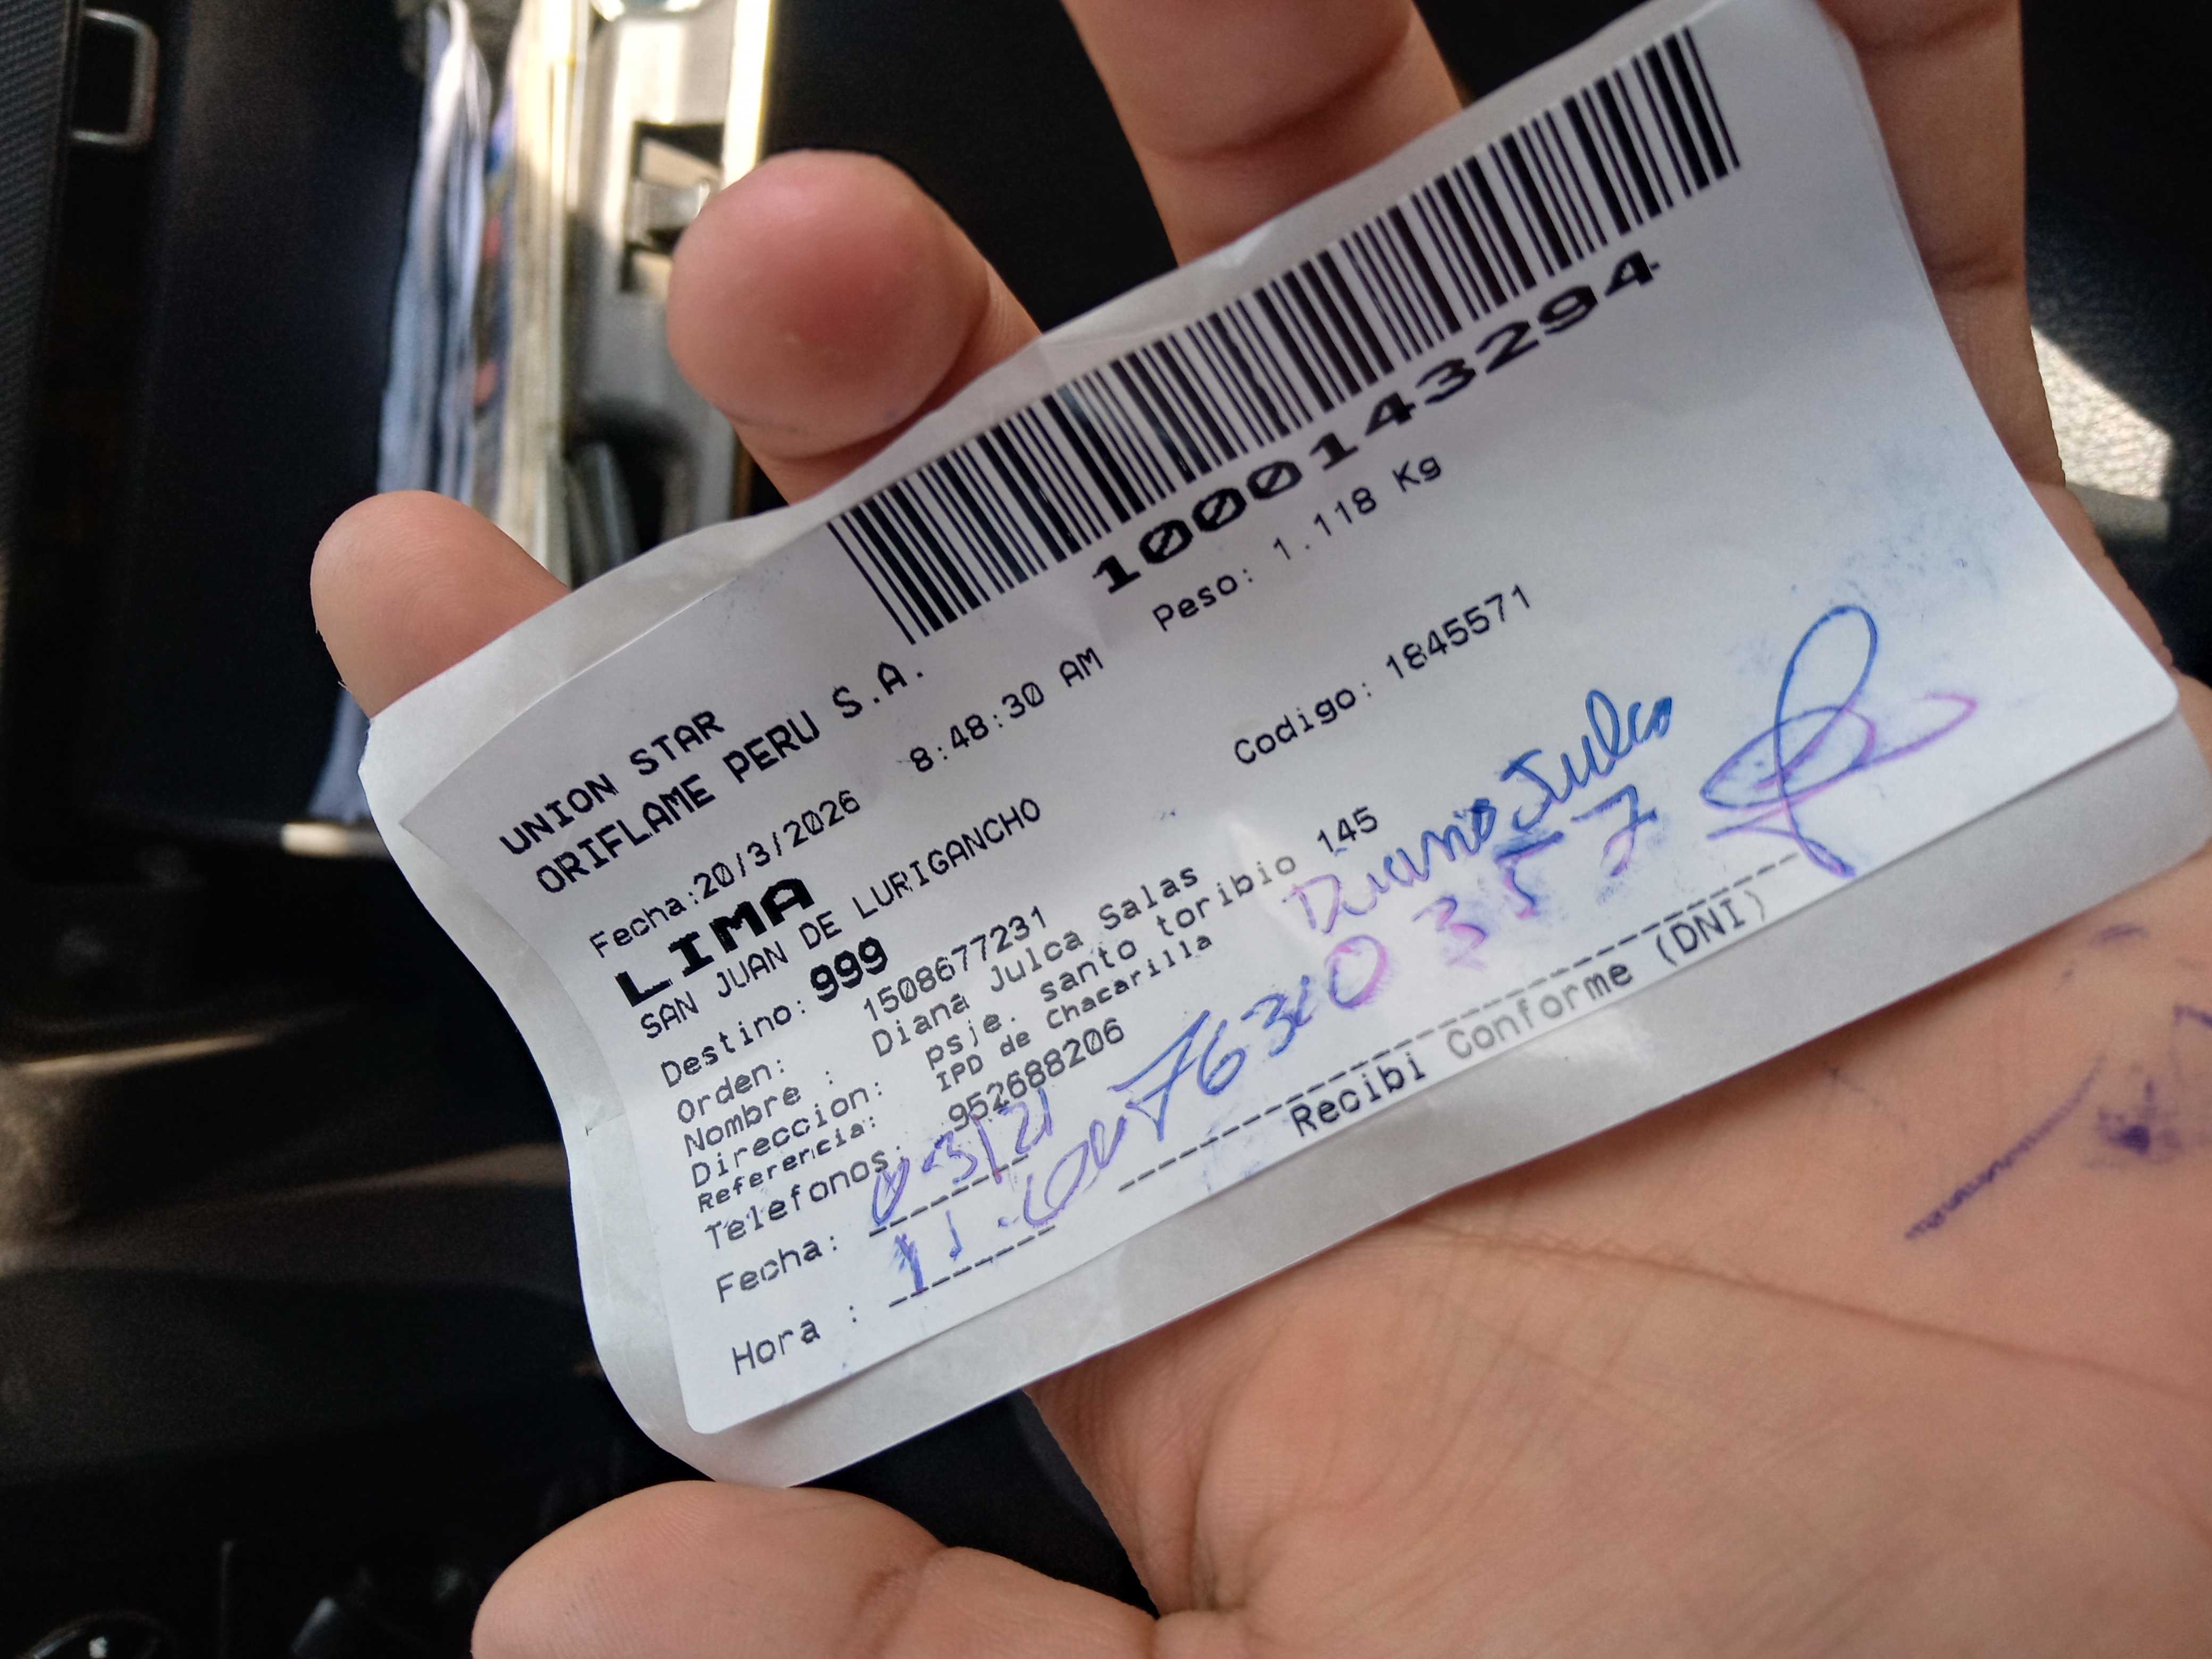 1000143294
UNION STAR
ORIFLAME PERU S.A.
Fecha:20/3/2026 8:48:30 AM Peso: 1.118 Kg
LIMA
SAN JUAN DE LURIGANCHO
Destino: 999 Codigo: 1845571
Orden: 1508677231
Nombre : Diana Julca Salas
Direccion: psje. santo toribio 145
Referencia: IPD de Chacarilla
Telefonos: 952688206
Diana Julca
Fecha:
Hora :
Recibi Conforme (DNI)